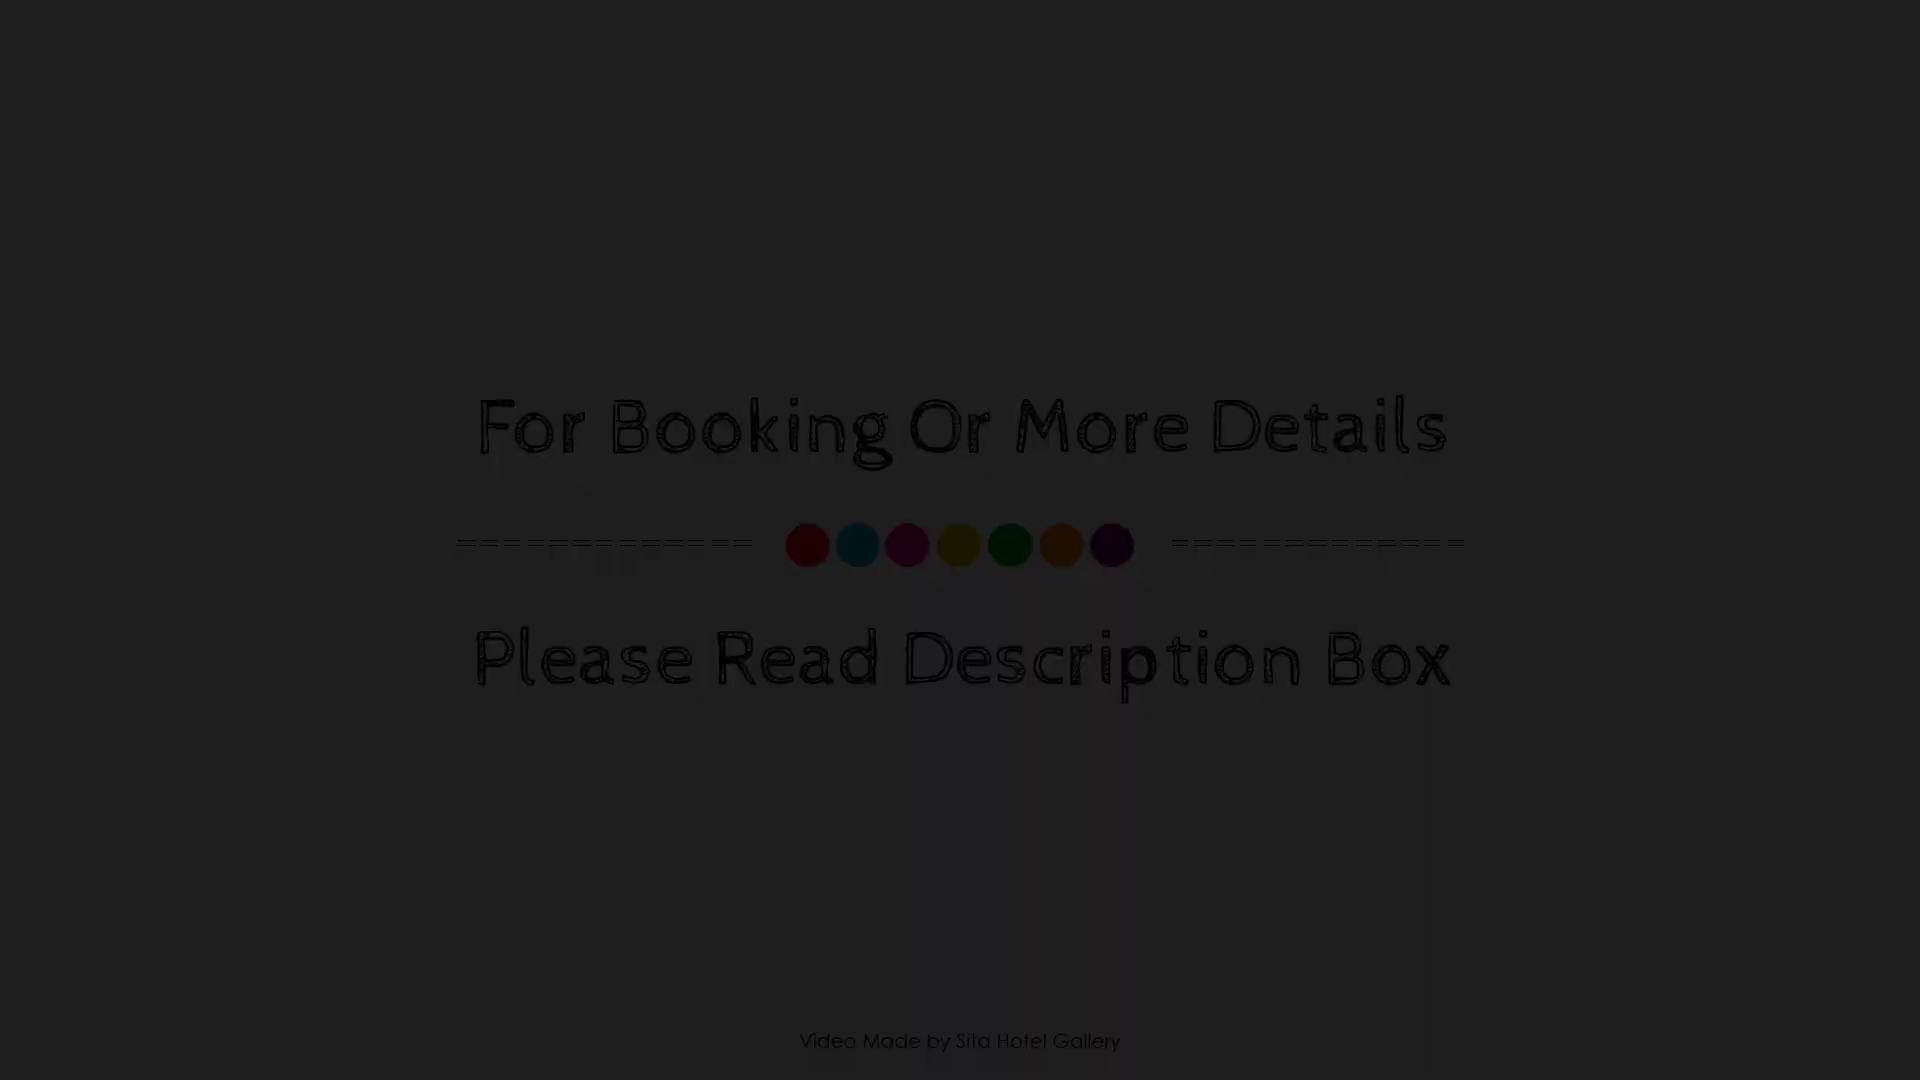 For Booking Or More Details
============= =============
Please Read Description Box
Video Made by Sita Hotel Gallery